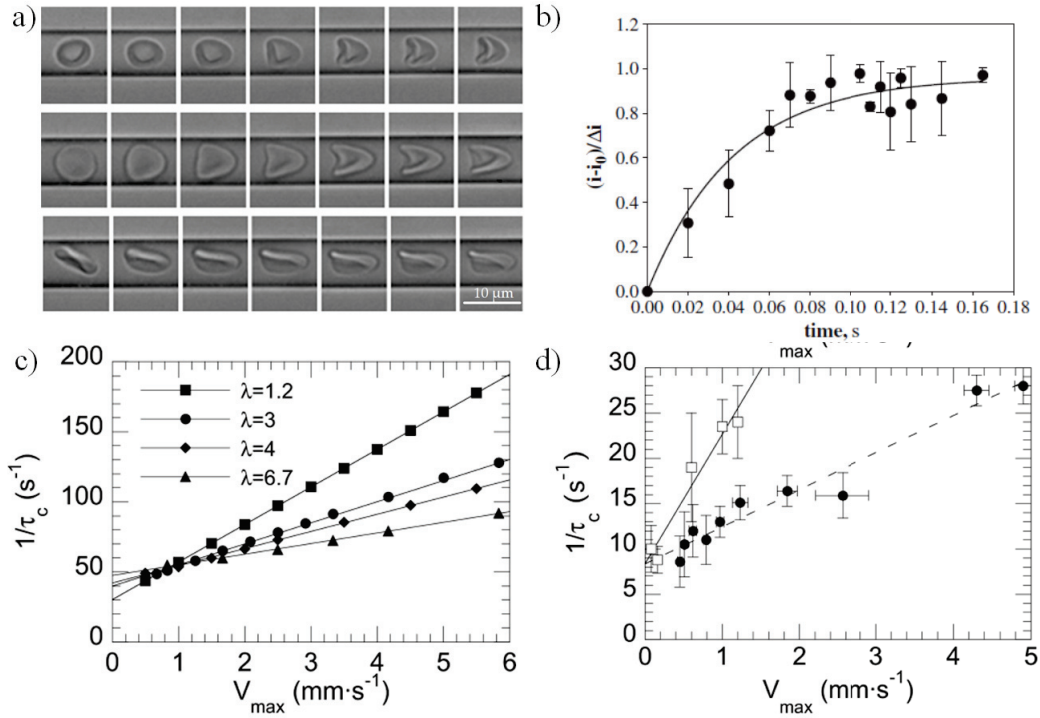 a)
10 μm
b)
(i-i₀)/Δi
1.2
1.0
0.8
0.6
0.4
0.2
0.0
0.00 0.02 0.04 0.06 0.08 0.10 0.12 0.14 0.16 0.18
time, s
c)
1/τc (s⁻¹)
200
150
100
50
0
λ=1.2
λ=3
λ=4
λ=6.7
0 1 2 3 4 5 6
Vmax (mm·s⁻¹)
max
d)
1/τc (s⁻¹)
30
25
20
15
10
5
0
0 1 2 3 4 5
Vmax (mm·s⁻¹)